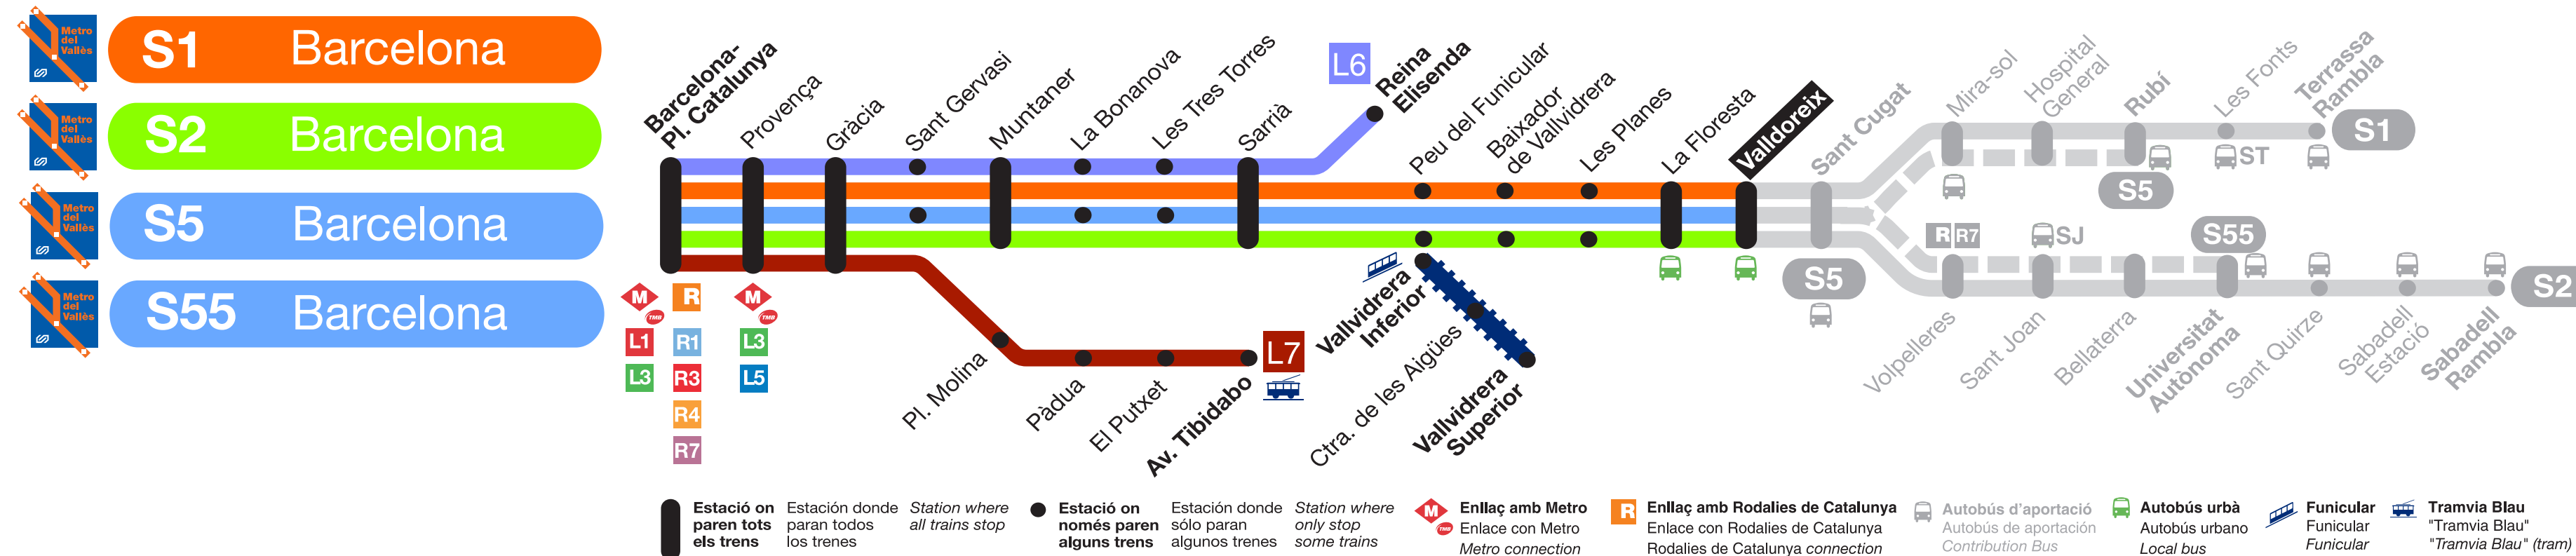 Metro
del
Vallès
S1 Barcelona
Metro
del
Vallès
S2 Barcelona
Metro
del
Vallès
S5 Barcelona
Metro
del
Vallès
S55 Barcelona
Barcelona-
Pl. Catalunya
Provença
Gràcia
Sant Gervasi
Muntaner
La Bonanova
Les Tres Torres
Sarrià
L6
Reina
Elisenda
Peu del Funicular
Baixador
de Vallvidrera
Les Planes
La Floresta
Valldoreix
Sant Cugat
Mira-sol
Hospital
General
Rubí
Les Fonts
Terrassa
Rambla
S1
ST
S5
R R7
SJ
S55
S5
S2
Volpelleres
Sant Joan
Bellaterra
Universitat
Autònoma
Sant Quirze
Sabadell
Estació
Sabadell
Rambla
M
TMB
L1
L3
R
R1
R3
R4
R7
M
TMB
L3
L5
Pl. Molina
Pàdua
El Putxet
Av. Tibidabo
L7
Vallvidrera
Inferior
Ctra. de les Aigües
Vallvidrera
Superior
Estació on
paren tots
els trens
Estación donde
paran todos
los trenes
Station where
all trains stop
Estació on
només paren
alguns trens
Estación donde
sólo paran
algunos trenes
Station where
only stop
some trains
M
TMB
Enllaç amb Metro
Enlace con Metro
Metro connection
R
Enllaç amb Rodalies de Catalunya
Enlace con Rodalies de Catalunya
Rodalies de Catalunya connection
Autobús d'aportació
Autobús de aportación
Contribution Bus
Autobús urbà
Autobús urbano
Local bus
Funicular
Funicular
Funicular
Tramvia Blau
"Tramvia Blau"
"Tramvia Blau" (tram)